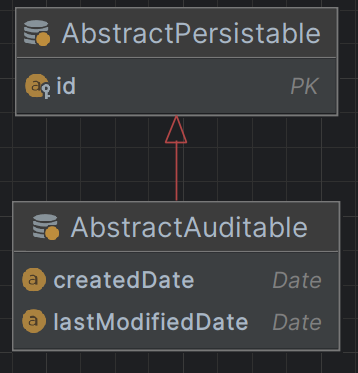 AbstractPersistable
a id PK
AbstractAuditable
a createdDate Date
a lastModifiedDate Date